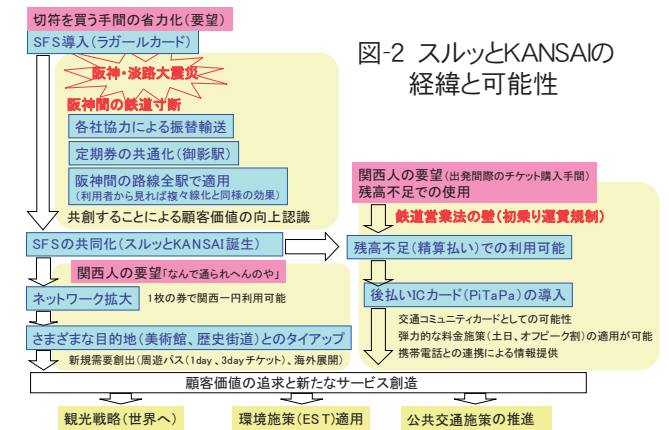 切符を買う手間の省力化(要望)
SFS導入(ラガールカード)
阪神・淡路大震災
阪神間の鉄道寸断
各社協力による振替輸送
定期券の共通化(御影駅)
阪神間の路線全駅で適用
(利用者から見れば複々線化と同様の効果)
共創することによる顧客価値の向上認識
SFSの共同化(スルッとKANSAI誕生)
関西人の要望「なんで通られへんのや」
ネットワーク拡大
1枚の券で関西一円利用可能
さまざまな目的地(美術館、歴史街道)とのタイアップ
新規需要創出(周遊パス(1day、3dayチケット)、海外展開)
図-2 スルッとKANSAIの
経緯と可能性
関西人の要望(出発間際のチケット購入手間)
残高不足での使用
鉄道営業法の壁(初乗り運賃規制)
残高不足(精算払い)での利用可能
後払いICカード(PiTaPa)の導入
交通コミュニティカードとしての可能性
弾力的な料金施策(土日、オフピーク割)の適用が可能
携帯電話との連携による情報提供
顧客価値の追求と新たなサービス創造
観光戦略(世界へ)
環境施策(EST)適用
公共交通施策の推進